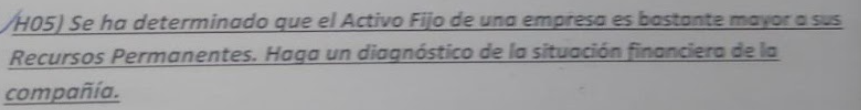 H05) Se ha determinado que el Activo Fijo de una empresa es bastante mayor a sus
Recursos Permanentes. Haga un diagnóstico de la situación financiera de la
compañía.